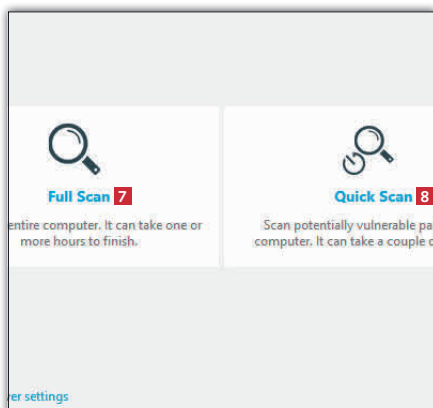 Full Scan 7
entire computer. It can take one or
more hours to finish.
Quick Scan 8
Scan potentially vulnerable pa
computer. It can take a couple
ver settings